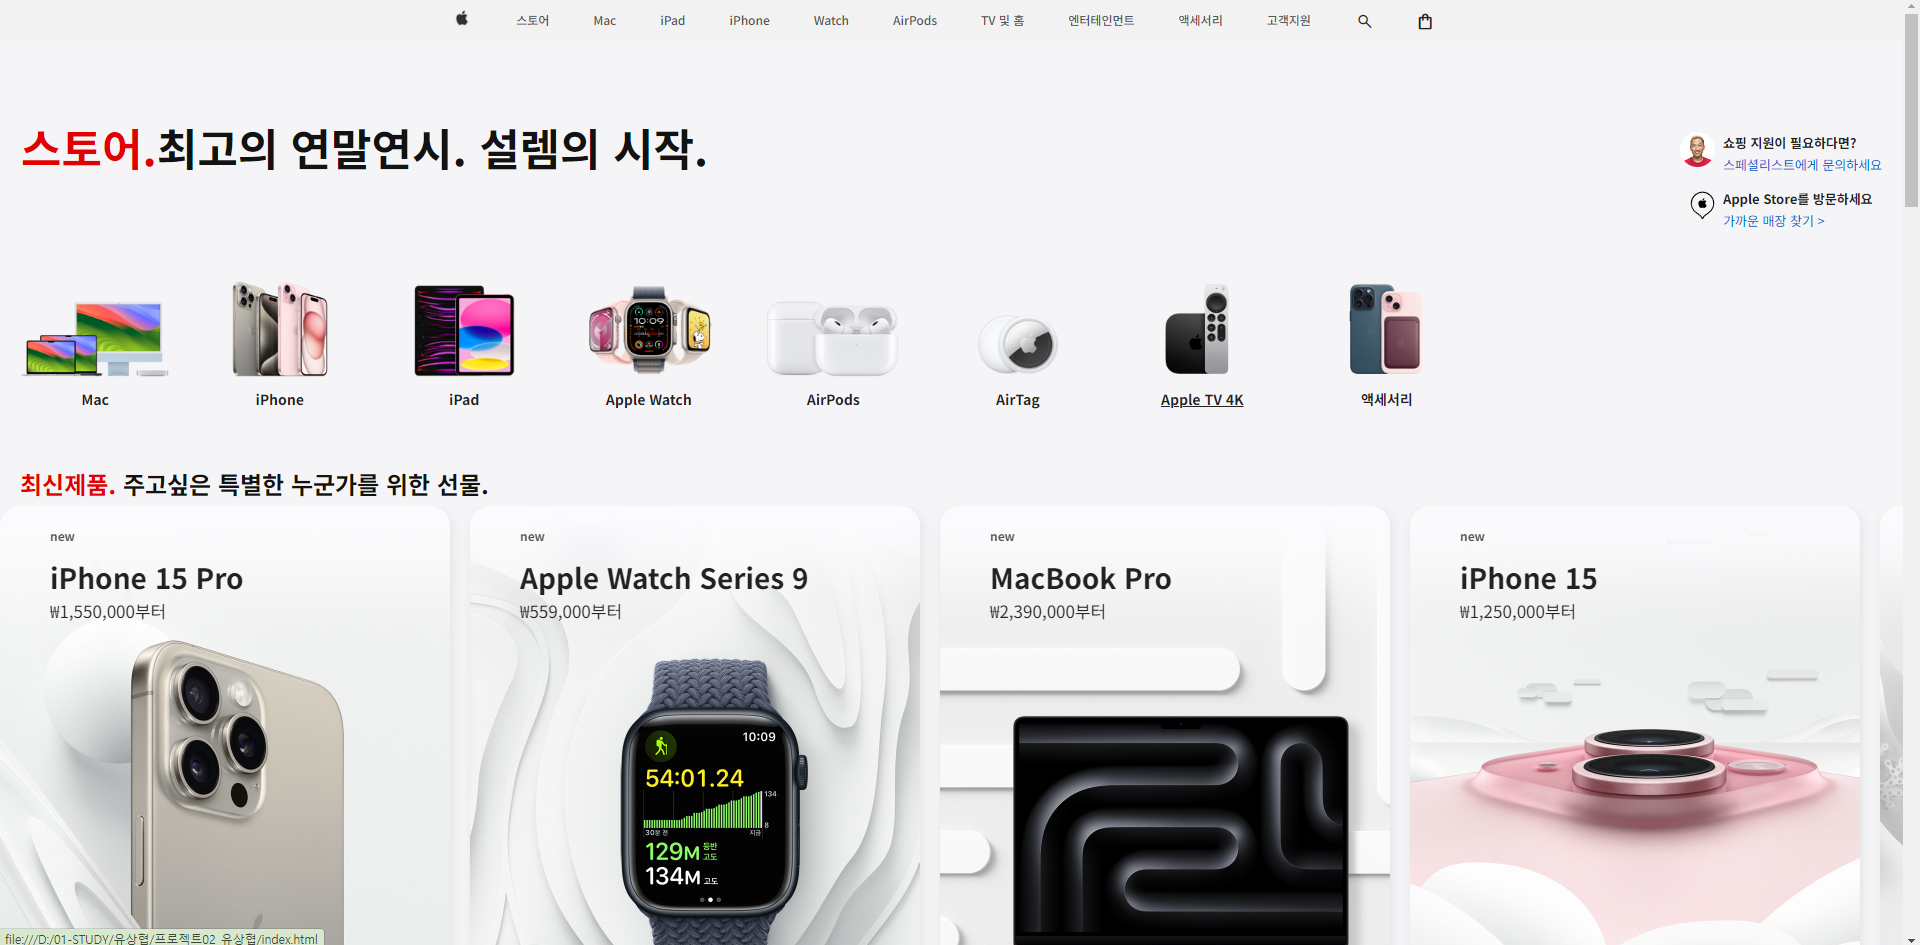 스토어 Mac iPad iPhone Watch AirPods TV 및 홈 엔터테인먼트 액세서리 고객지원
스토어.최고의 연말연시. 설렘의 시작.
쇼핑 지원이 필요하다면?
스페셜리스트에게 문의하세요
Apple Store를 방문하세요
가까운 매장 찾기 >
Mac iPhone iPad Apple Watch AirPods AirTag Apple TV 4K 액세서리
최신제품. 주고싶은 특별한 누군가를 위한 선물.
new
iPhone 15 Pro
₩1,550,000부터
new
Apple Watch Series 9
₩559,000부터
10:09
54:01.24
134
8
30분 전 지금
129M 등반 고도
134M 고도
new
MacBook Pro
₩2,390,000부터
new
iPhone 15
₩1,250,000부터
file:///D:/01-STUDY/유상협/프로젝트02_유상협/index.html